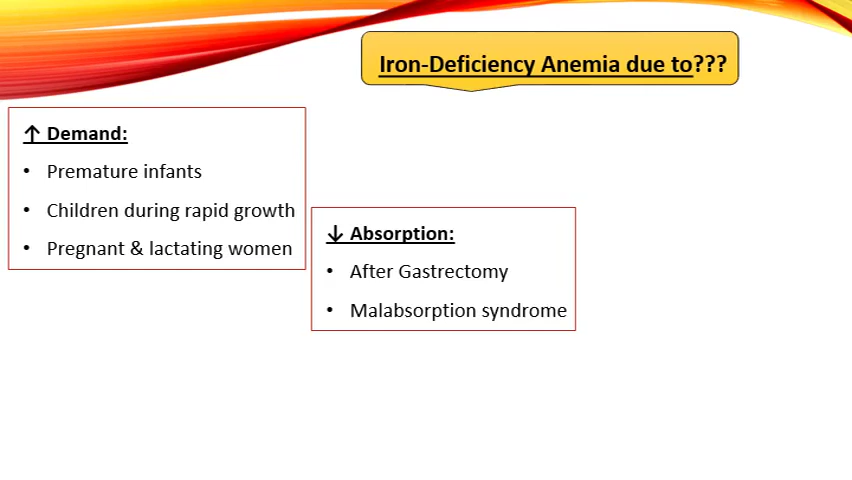 Iron-Deficiency Anemia due to???
↑ Demand:
• Premature infants
• Children during rapid growth
• Pregnant & lactating women
↓ Absorption:
• After Gastrectomy
• Malabsorption syndrome